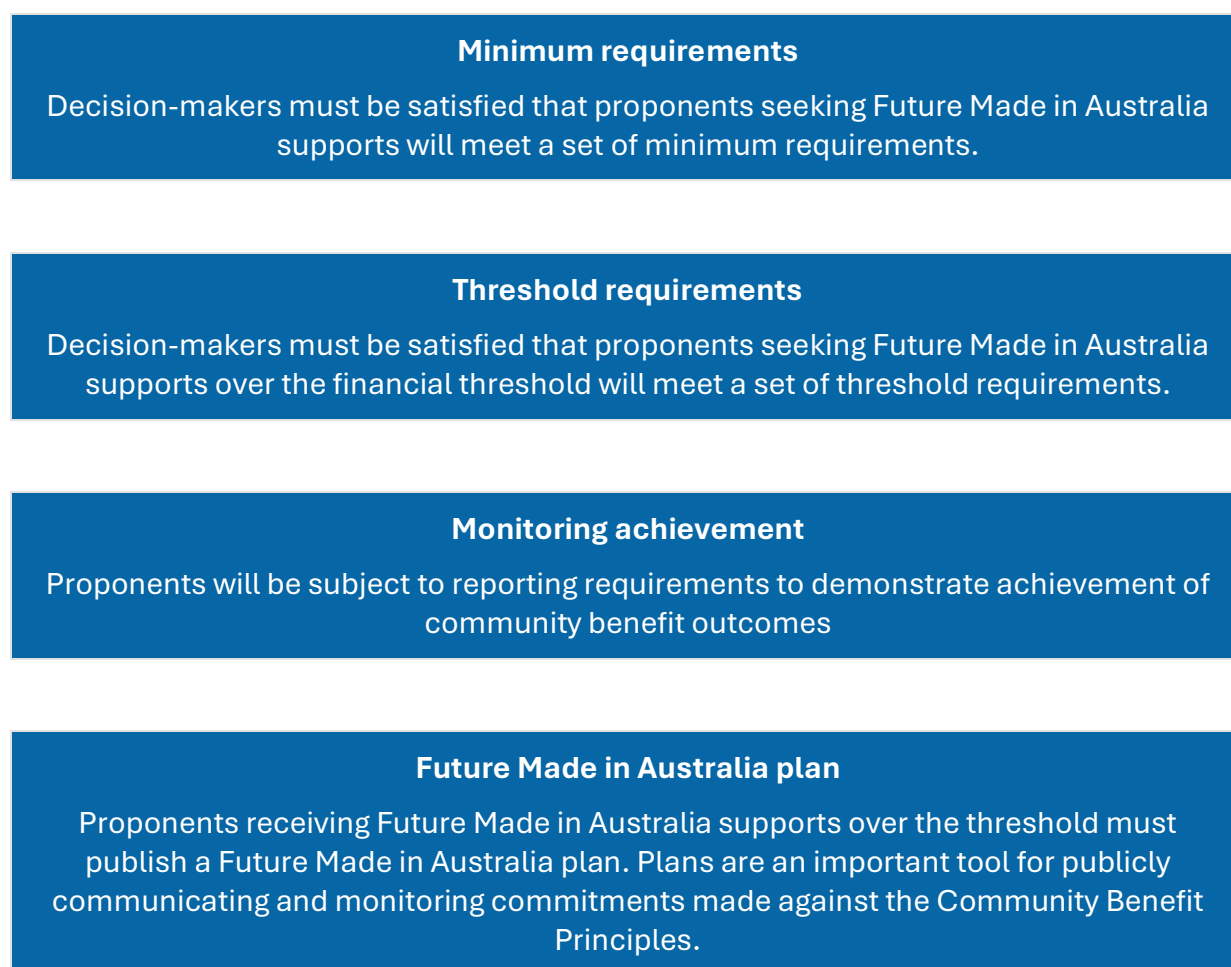 Minimum requirements
Decision-makers must be satisfied that proponents seeking Future Made in Australia
supports will meet a set of minimum requirements.
Threshold requirements
Decision-makers must be satisfied that proponents seeking Future Made in Australia
supports over the financial threshold will meet a set of threshold requirements.
Monitoring achievement
Proponents will be subject to reporting requirements to demonstrate achievement of
community benefit outcomes
Future Made in Australia plan
Proponents receiving Future Made in Australia supports over the threshold must
publish a Future Made in Australia plan. Plans are an important tool for publicly
communicating and monitoring commitments made against the Community Benefit
Principles.